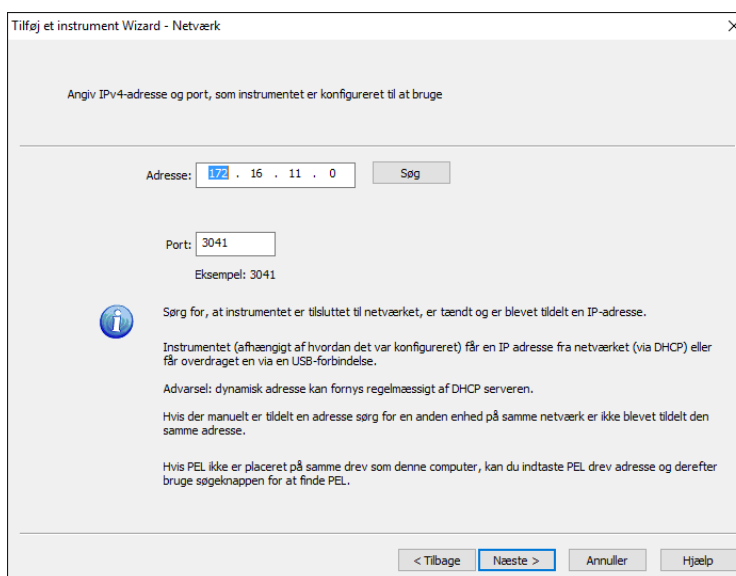 Tilføj et instrument Wizard - Netværk
Angiv IPv4-adresse og port, som instrumentet er konfigureret til at bruge
Adresse: 172 . 16 . 11 . 0 Søg
Port: 3041
Eksempel: 3041
Sørg for, at instrumentet er tilsluttet til netværket, er tændt og er blevet tildelt en IP-adresse.
Instrumentet (afhængigt af hvordan det var konfigureret) får en IP adresse fra netværket (via DHCP) eller
får overdraget en via en USB-forbindelse.
Advarsel: dynamisk adresse kan fornys regelmæssigt af DHCP serveren.
Hvis der manuelt er tildelt en adresse sørg for en anden enhed på samme netværk er ikke blevet tildelt den
samme adresse.
Hvis PEL ikke er placeret på samme drev som denne computer, kan du indtaste PEL drev adresse og derefter
bruge søgeknappen for at finde PEL.
< Tilbage Næste > Annuller Hjælp